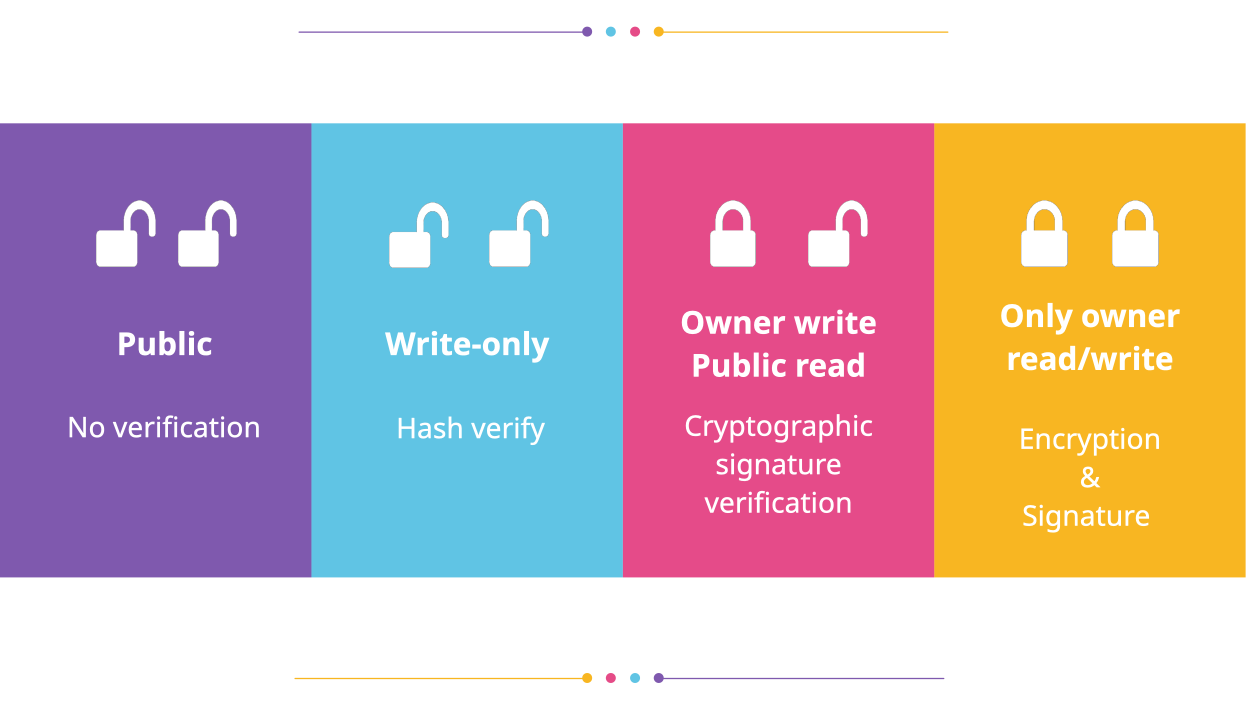 Public
No verification
Write-only
Hash verify
Owner write
Public read
Cryptographic
signature
verification
Only owner
read/write
Encryption
&
Signature